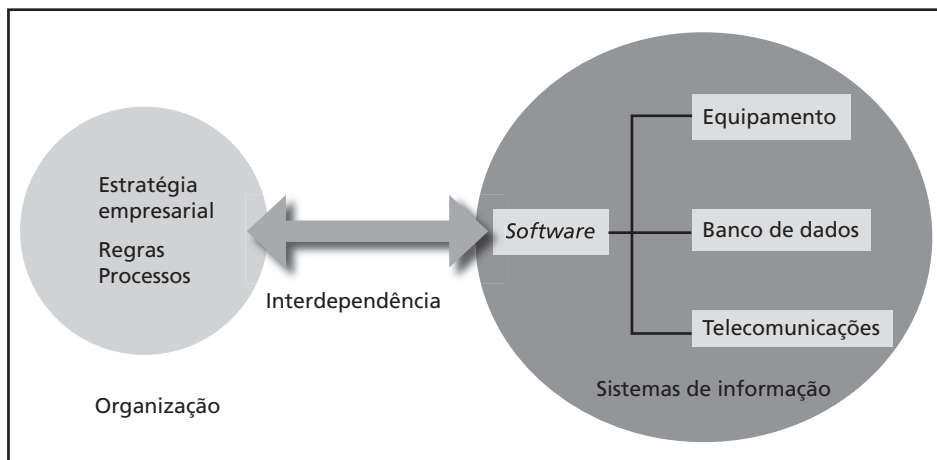 Estratégia
empresarial
Regras
Processos
Interdependência
Organização
Software
Equipamento
Banco de dados
Telecomunicações
Sistemas de informação